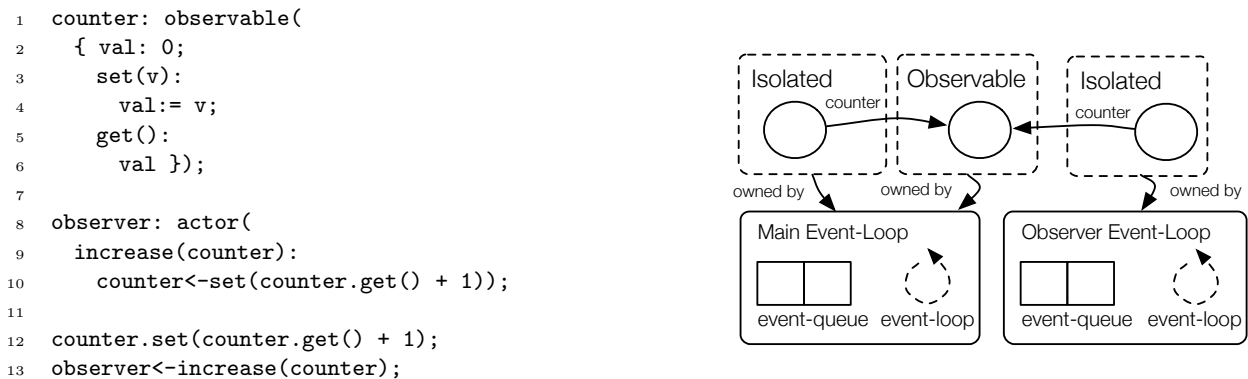 1 counter: observable(
2 { val: 0;
3 set(v):
4 val:= v;
5 get():
6 val });
7
8 observer: actor(
9 increase(counter):
10 counter<-set(counter.get() + 1));
11
12 counter.set(counter.get() + 1);
13 observer<-increase(counter);
Isolated Observable Isolated
counter counter
owned by owned by owned by
Main Event-Loop Observer Event-Loop
event-queue event-loop event-queue event-loop